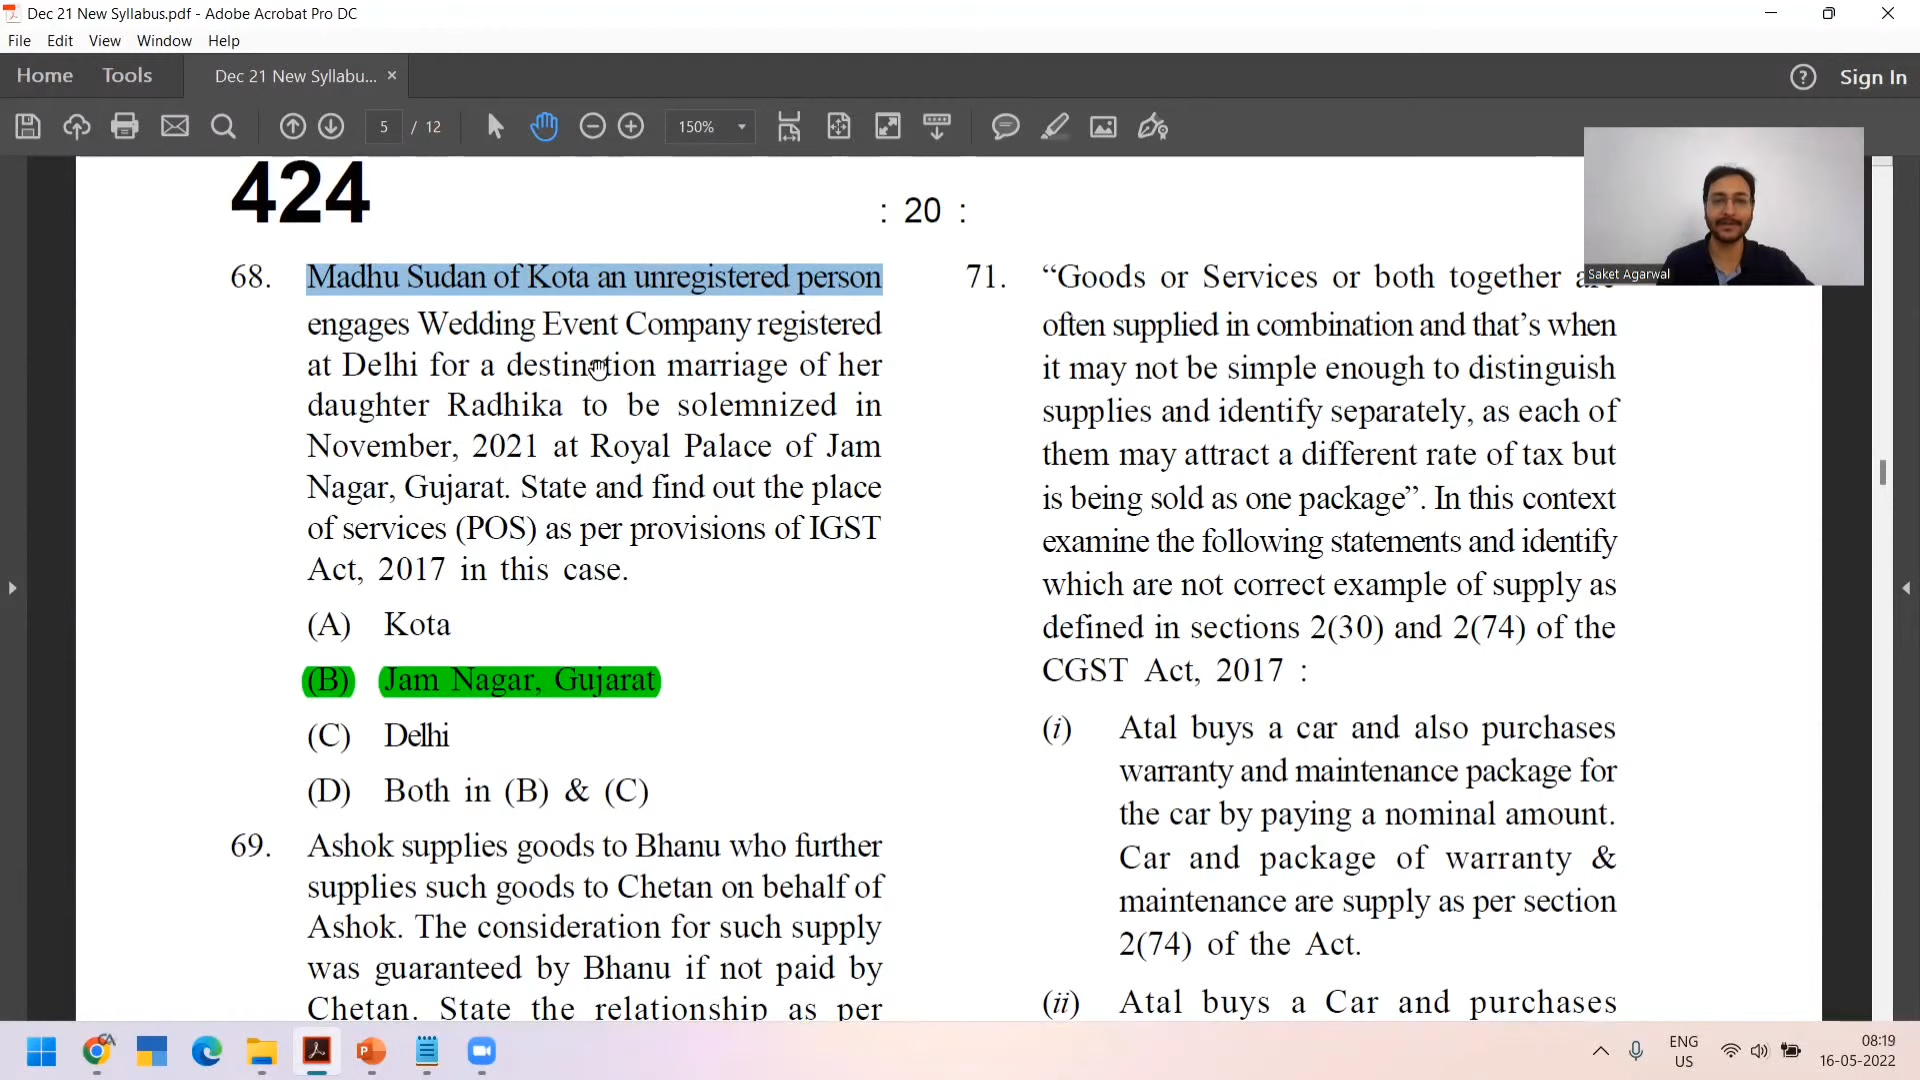 Dec 21 New Syllabus.pdf - Adobe Acrobat Pro DC
File Edit View Window Help
Home Tools Dec 21 New Syllabu... × ? Sign In
5 / 12 150%
424
: 20 :
68. Madhu Sudan of Kota an unregistered person
engages Wedding Event Company registered
at Delhi for a destination marriage of her
daughter Radhika to be solemnized in
November, 2021 at Royal Palace of Jam
Nagar, Gujarat. State and find out the place
of services (POS) as per provisions of IGST
Act, 2017 in this case.
(A) Kota
(B) Jam Nagar, Gujarat
(C) Delhi
(D) Both in (B) & (C)
69. Ashok supplies goods to Bhanu who further
supplies such goods to Chetan on behalf of
Ashok. The consideration for such supply
was guaranteed by Bhanu if not paid by
Chetan. State the relationship as per
71. “Goods or Services or both together
often supplied in combination and that’s when
it may not be simple enough to distinguish
supplies and identify separately, as each of
them may attract a different rate of tax but
is being sold as one package”. In this context
examine the following statements and identify
which are not correct example of supply as
defined in sections 2(30) and 2(74) of the
CGST Act, 2017 :
(i) Atal buys a car and also purchases
warranty and maintenance package for
the car by paying a nominal amount.
Car and package of warranty &
maintenance are supply as per section
2(74) of the Act.
(ii) Atal buys a Car and purchases
Saket Agarwal
ENG
US
08:19
16-05-2022